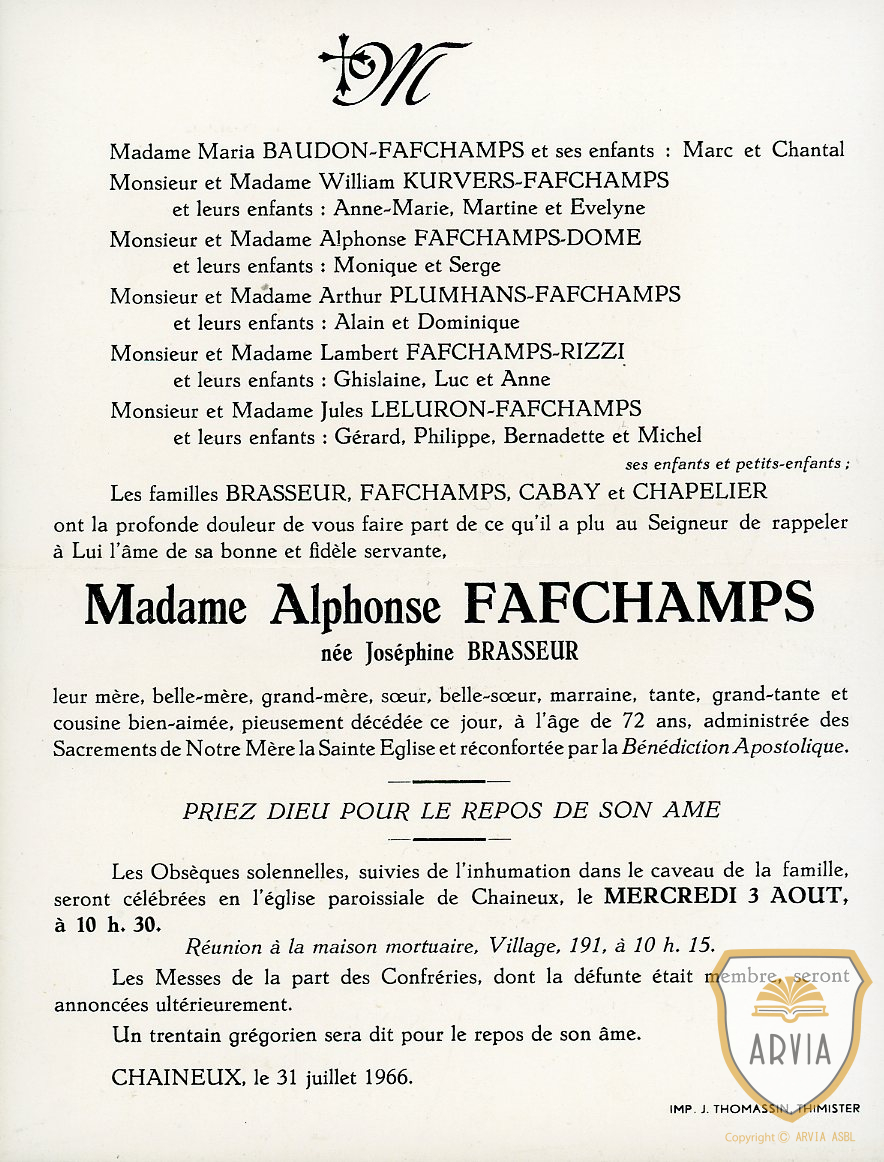 M
Madame Maria BAUDON-FAFCHAMPS et ses enfants : Marc et Chantal
Monsieur et Madame William KURVERS-FAFCHAMPS
et leurs enfants : Anne-Marie, Martine et Evelyne
Monsieur et Madame Alphonse FAFCHAMPS-DOME
et leurs enfants : Monique et Serge
Monsieur et Madame Arthur PLUMHANS-FAFCHAMPS
et leurs enfants : Alain et Dominique
Monsieur et Madame Lambert FAFCHAMPS-RIZZI
et leurs enfants : Ghislaine, Luc et Anne
Monsieur et Madame Jules LELURON-FAFCHAMPS
et leurs enfants : Gérard, Philippe, Bernadette et Michel
ses enfants et petits-enfants ;
Les familles BRASSEUR, FAFCHAMPS, CABAY et CHAPELIER
ont la profonde douleur de vous faire part de ce qu'il a plu au Seigneur de rappeler
à Lui l'âme de sa bonne et fidèle servante,
Madame Alphonse FAFCHAMPS
née Joséphine BRASSEUR
leur mère, belle-mère, grand-mère, sœur, belle-sœur, marraine, tante, grand-tante et
cousine bien-aimée, pieusement décédée ce jour, à l'âge de 72 ans, administrée des
Sacrements de Notre Mère la Sainte Eglise et réconfortée par la Bénédiction Apostolique.
PRIEZ DIEU POUR LE REPOS DE SON AME
Les Obsèques solennelles, suivies de l'inhumation dans le caveau de la famille,
seront célébrées en l'église paroissiale de Chaineux, le MERCREDI 3 AOUT,
à 10 h. 30.
Réunion à la maison mortuaire, Village, 191, à 10 h. 15.
Les Messes de la part des Confréries, dont la défunte était membre, seront
annoncées ultérieurement.
Un trentain grégorien sera dit pour le repos de son âme.
CHAINEUX, le 31 juillet 1966.
IMP. J. THOMASSIN, THIMISTER
ARVIA
Copyright © ARVIA ASBL